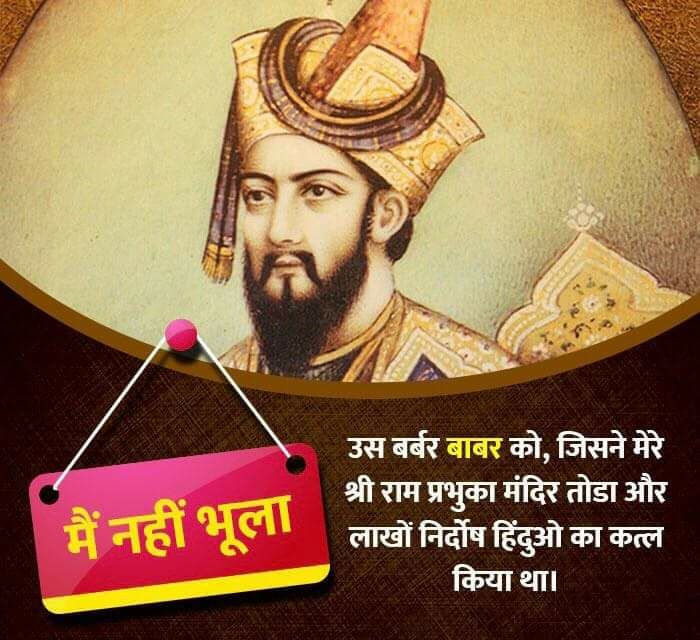 मैं नहीं भूला
उस बर्बर बाबर को, जिसने मेरे
श्री राम प्रभुका मंदिर तोडा और
लाखों निर्दोष हिंदुओ का कत्ल
किया था।